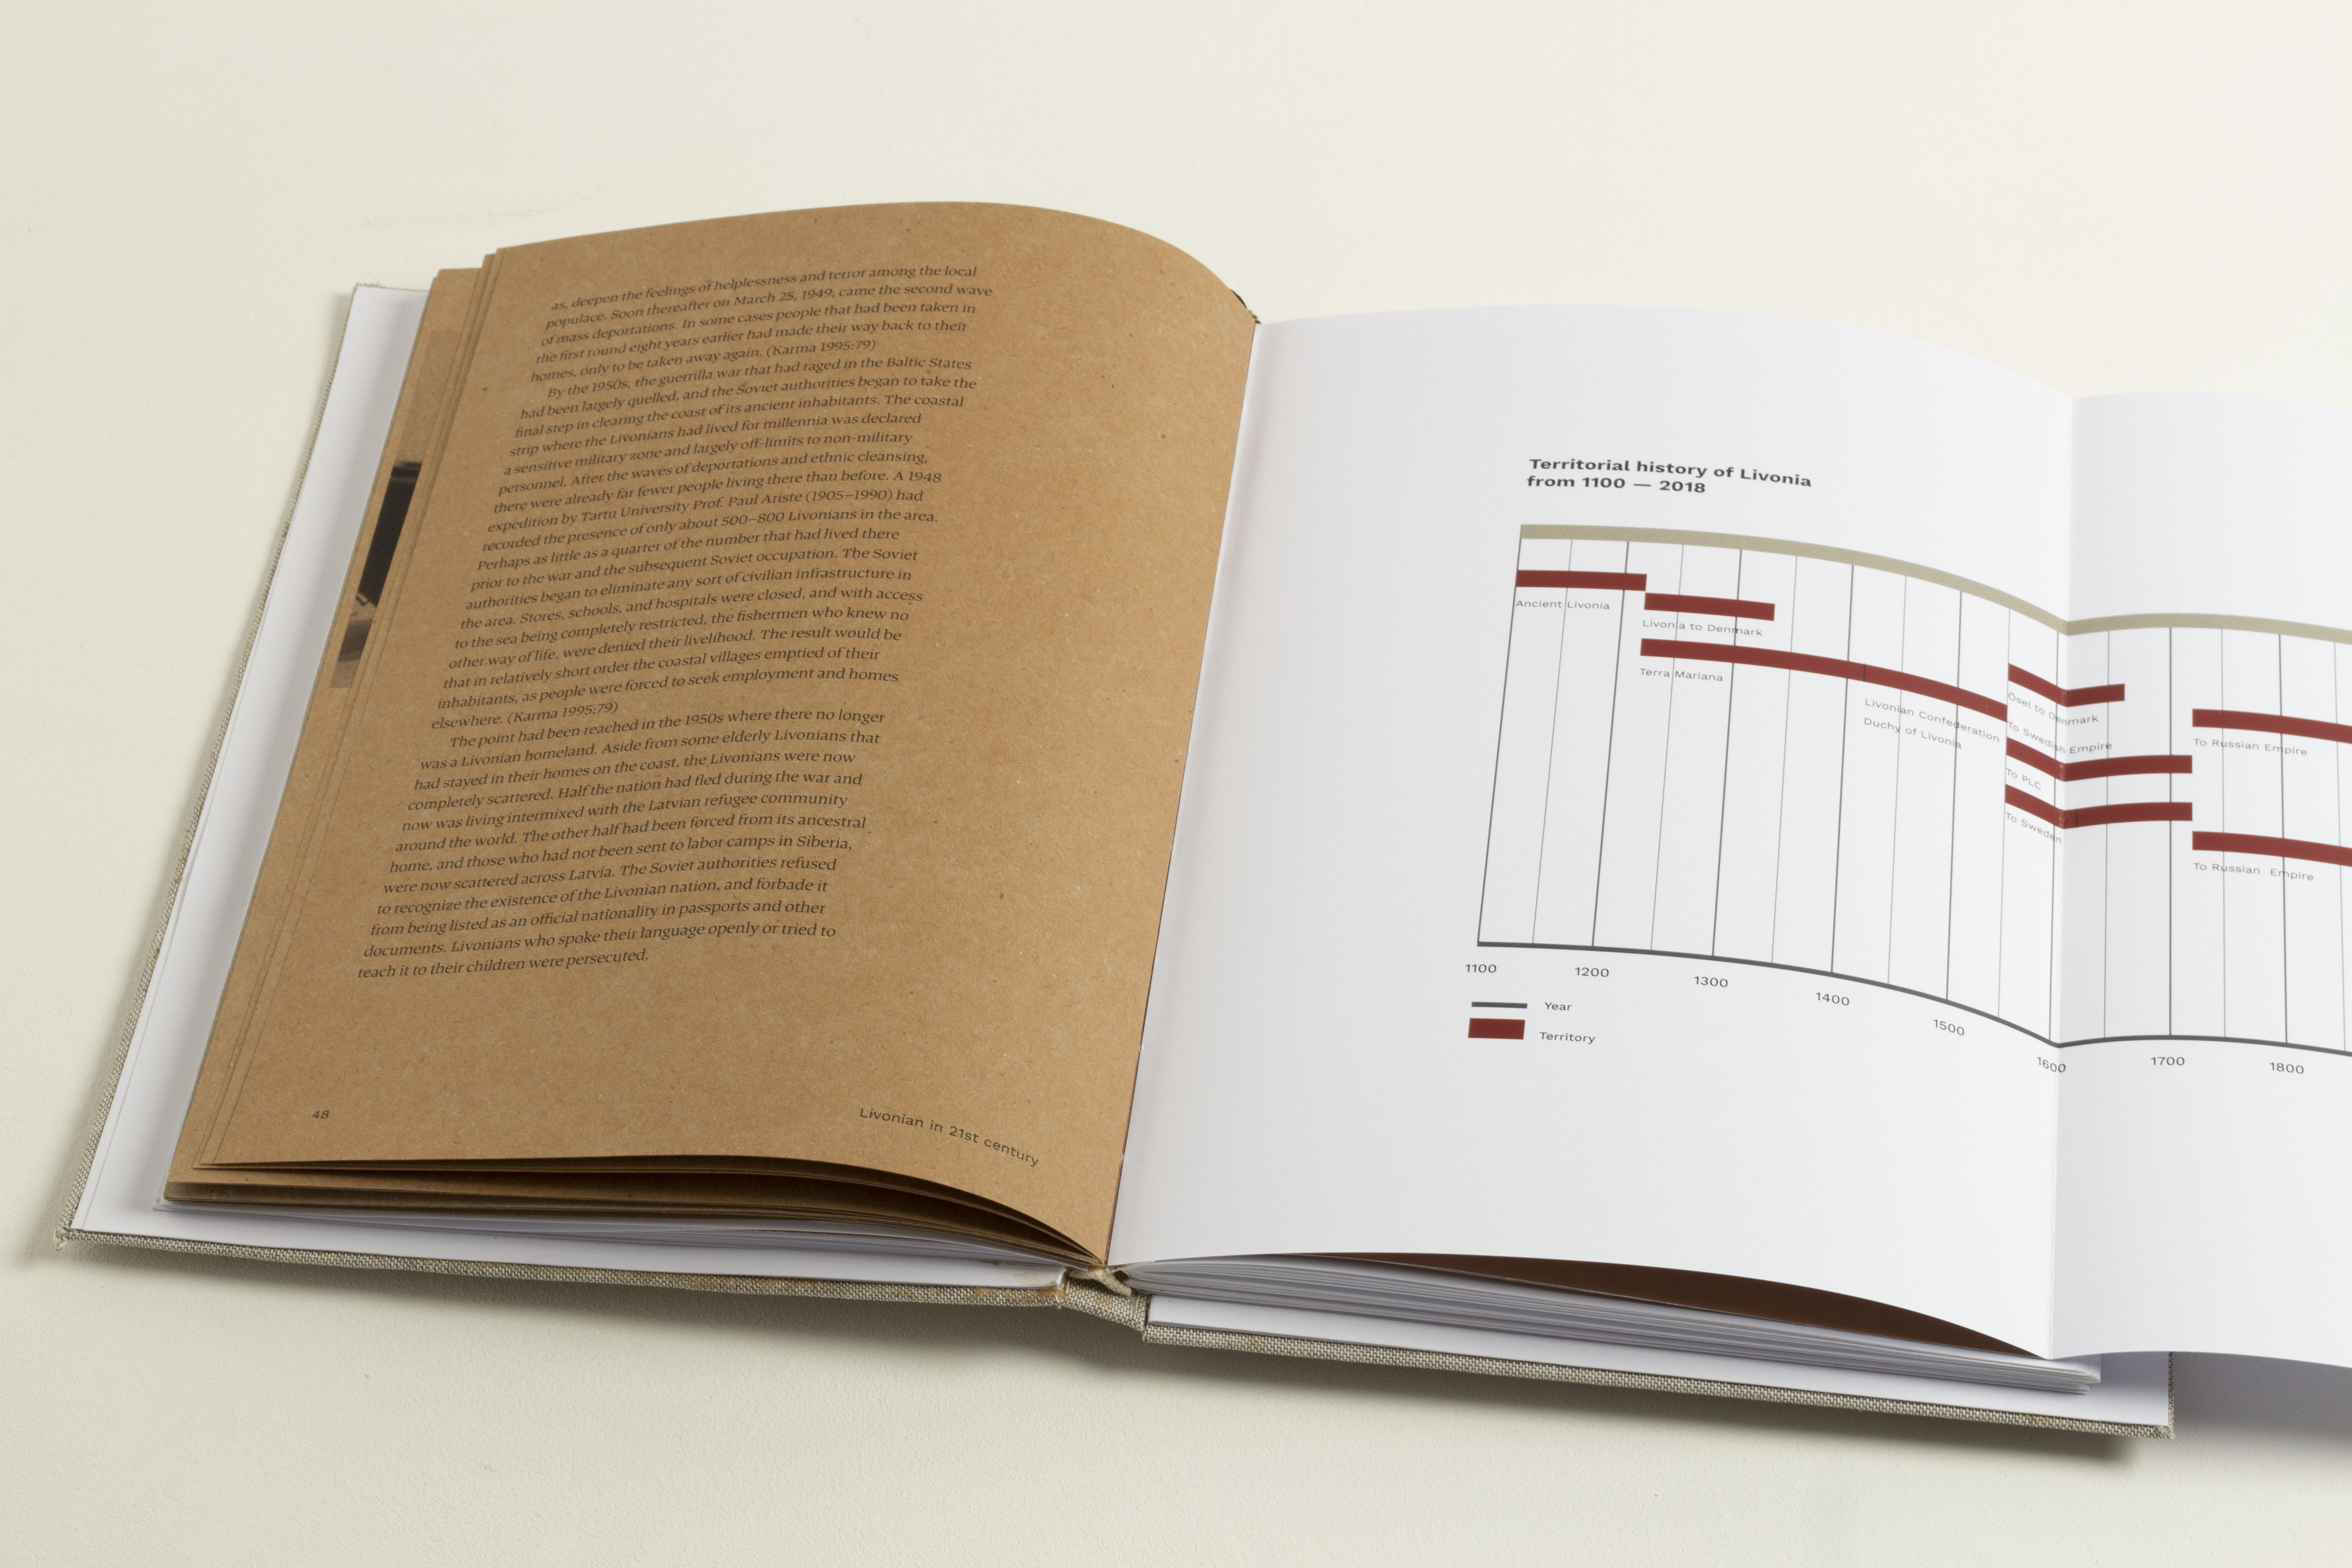 as, deepen the feelings of helplessness and terror among the local
populace. Soon thereafter on March 25, 1949, came the second wave
of mass deportations. In some cases people that had been taken in
the first round eight years earlier had made their way back to their
homes, only to be taken away again. (Karma 1995:79)
By the 1950s, the guerrilla war that had raged in the Baltic States
had been largely quelled, and the Soviet authorities began to take the
final step in clearing the coast of its ancient inhabitants. The coastal
strip where the Livonians had lived for millennia was declared
a sensitive military zone and largely off-limits to non-military
personnel. After the waves of deportations and ethnic cleansing,
there were already far fewer people living there than before. A 1948
expedition by Tartu University Prof. Paul Ariste (1905–1990) had
recorded the presence of only about 500–800 Livonians in the area.
Perhaps as little as a quarter of the number that had lived there
prior to the war and the subsequent Soviet occupation. The Soviet
authorities began to eliminate any sort of civilian infrastructure in
the area. Stores, schools, and hospitals were closed, and with access
to the sea being completely restricted, the fishermen who knew no
other way of life, were denied their livelihood. The result would be
that in relatively short order the coastal villages emptied of their
inhabitants, as people were forced to seek employment and homes
elsewhere. (Karma 1995:79)
The point had been reached in the 1950s where there no longer
was a Livonian homeland. Aside from some elderly Livonians that
had stayed in their homes on the coast, the Livonians were now
completely scattered. Half the nation had fled during the war and
now was living intermixed with the Latvian refugee community
around the world. The other half had been forced from its ancestral
home, and those who had not been sent to labor camps in Siberia,
were now scattered across Latvia. The Soviet authorities refused
to recognize the existence of the Livonian nation, and forbade it
from being listed as an official nationality in passports and other
documents. Livonians who spoke their language openly or tried to
teach it to their children were persecuted.
48
Livonian in 21st century
Territorial history of Livonia
from 1100 — 2018
Ancient Livonia
Livonia to Denmark
Terra Mariana
Livonian Confederation
Duchy of Livonia
Ösel to Denmark
To Swedish Empire
To PLC
To Sweden
To Russian Empire
To Russian Empire
1100
1200
1300
1400
1500
1600
1700
1800
Year
Territory